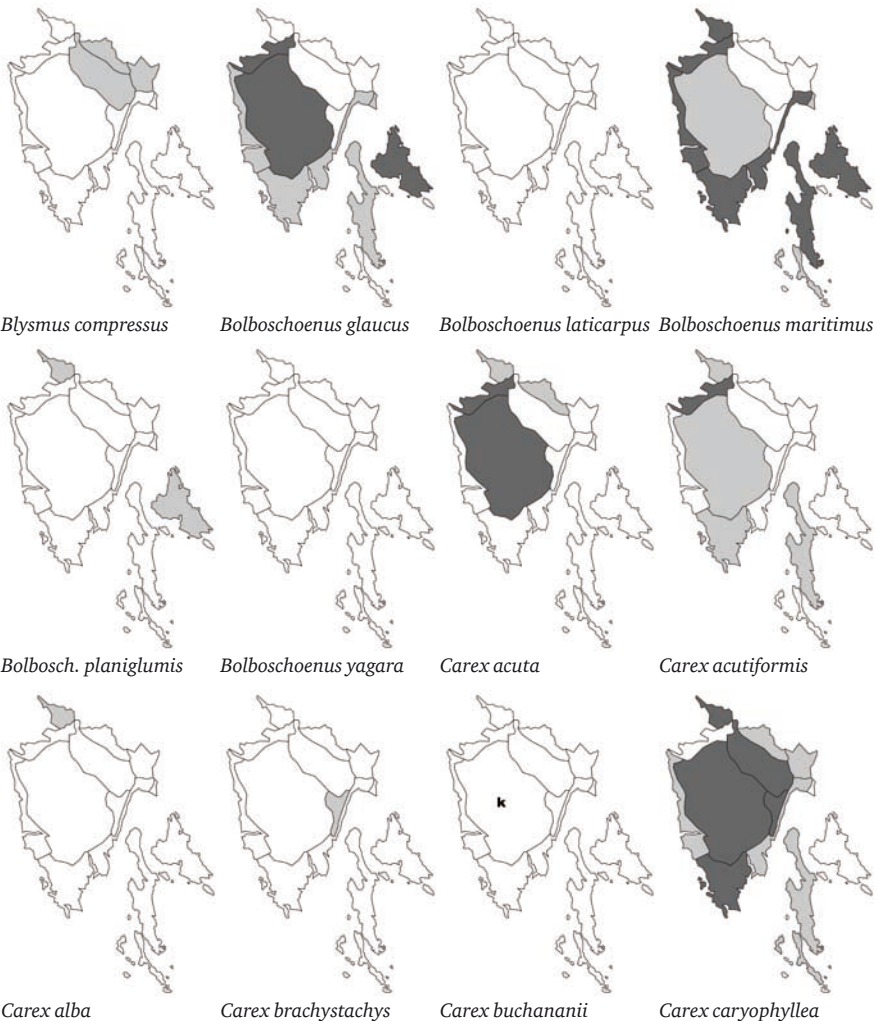 Blysmus compressus Bolboschoenus glaucus Bolboschoenus laticarpus Bolboschoenus maritimus
Bolbosch. planiglumis Bolboschoenus yagara Carex acuta Carex acutiformis
k
Carex alba Carex brachystachys Carex buchananii Carex caryophyllea